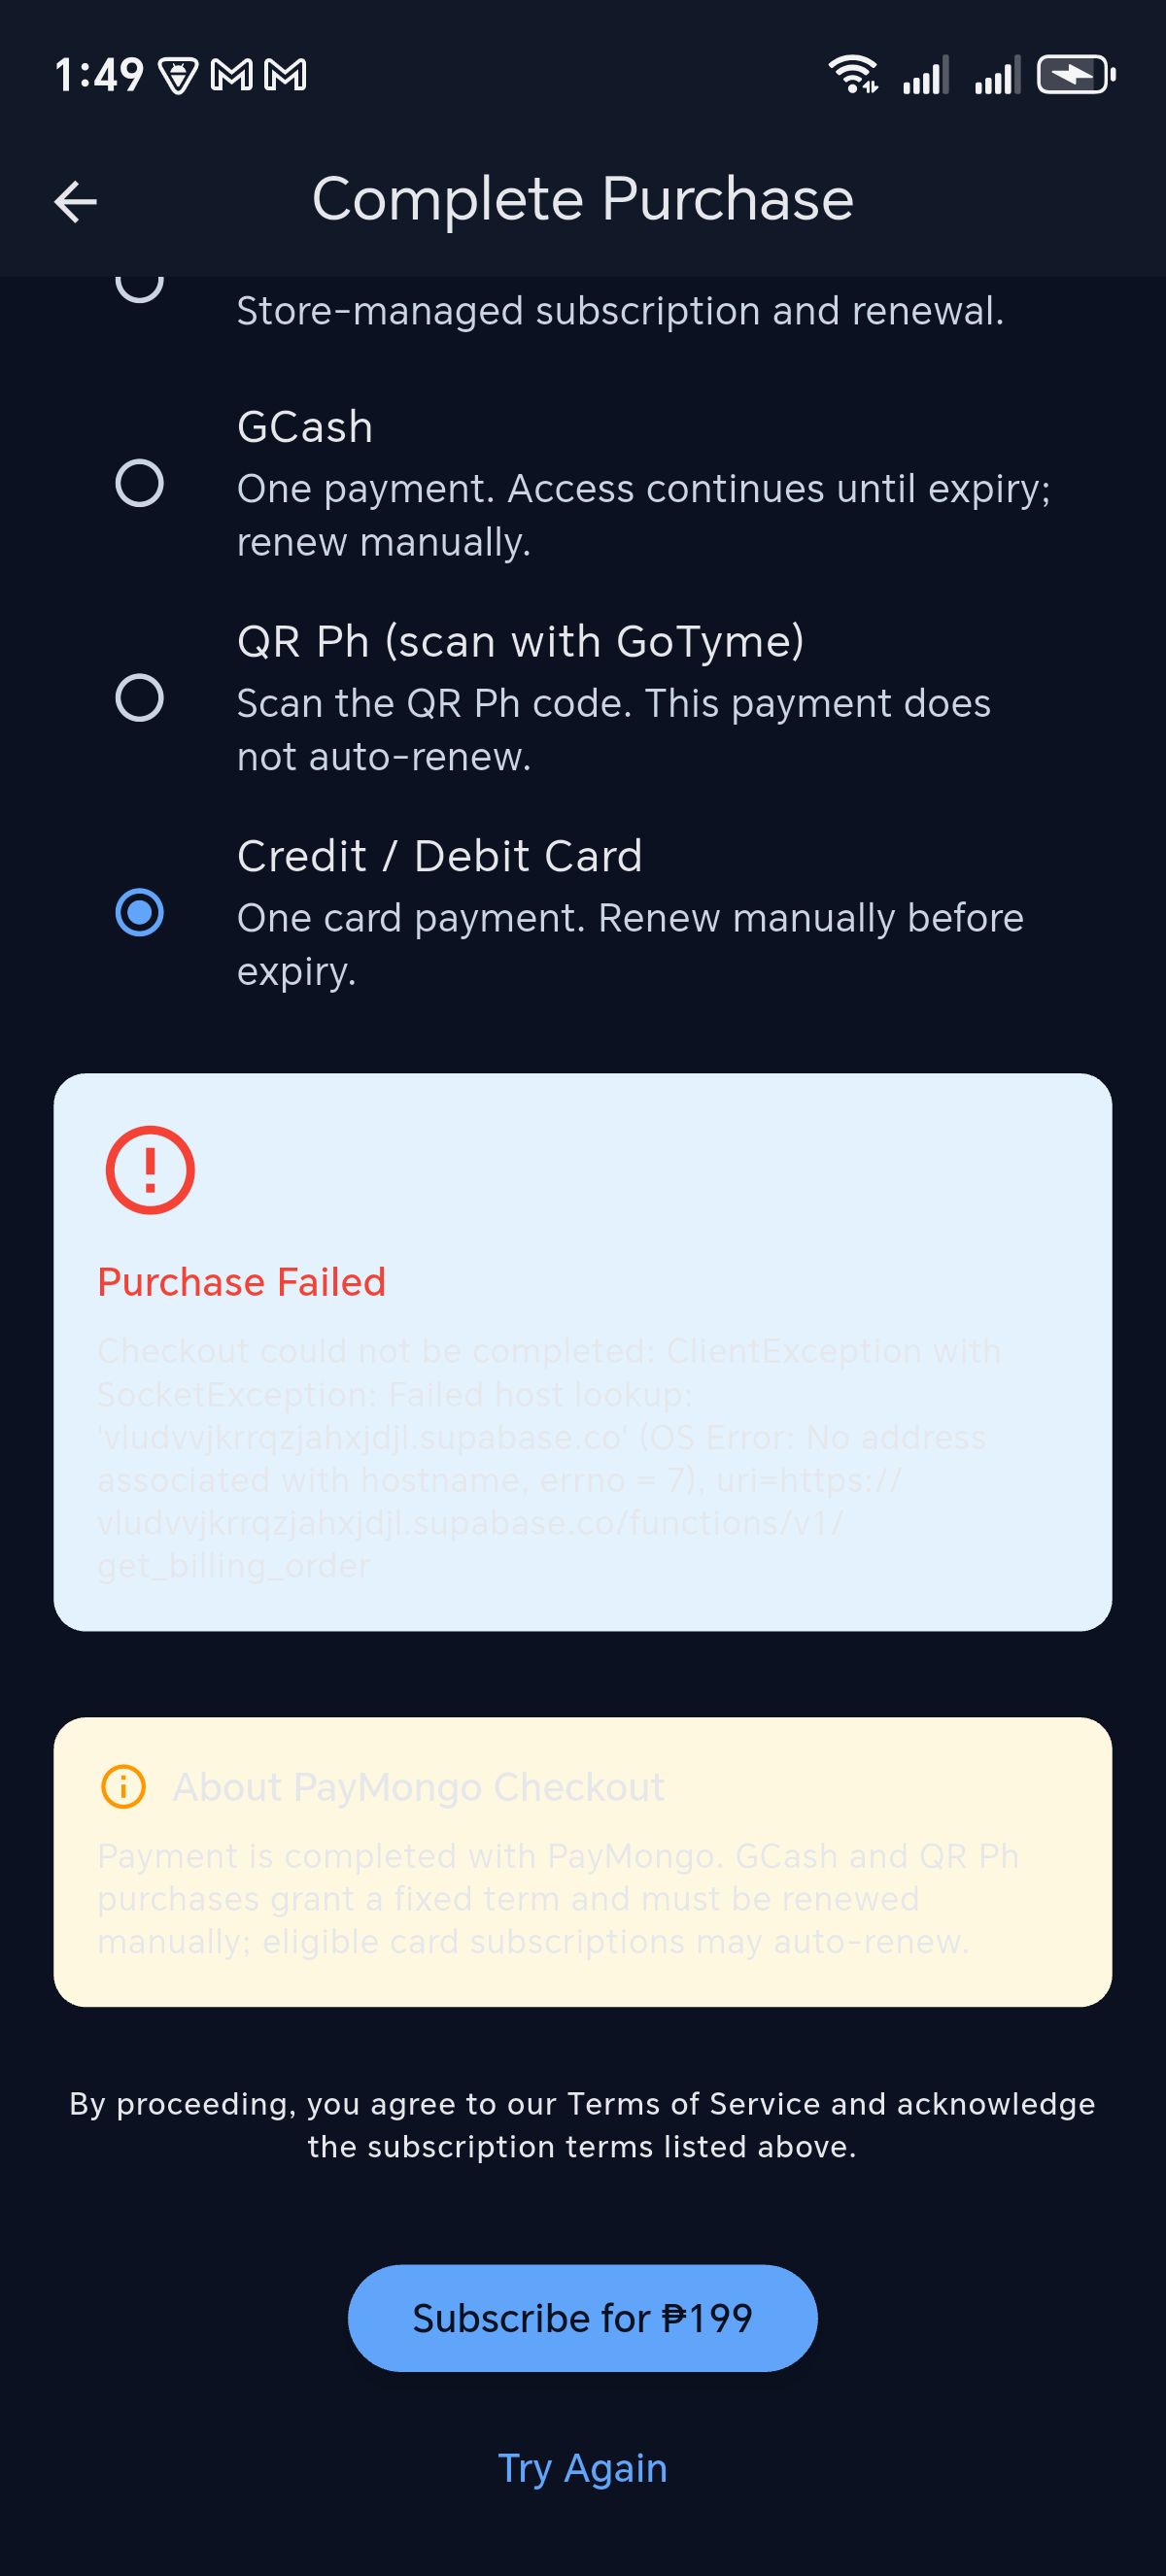 1:49
Complete Purchase
Store-managed subscription and renewal.
GCash
One payment. Access continues until expiry;
renew manually.
QR Ph (scan with GoTyme)
Scan the QR Ph code. This payment does
not auto-renew.
Credit / Debit Card
One card payment. Renew manually before
expiry.
Purchase Failed
Checkout could not be completed: ClientException with
SocketException: Failed host lookup:
'vludvvjkrrqzjahxjdjl.supabase.co' (OS Error: No address
associated with hostname, errno = 7), uri=https://
vludvvjkrrqzjahxjdjl.supabase.co/functions/v1/
get_billing_order
About PayMongo Checkout
Payment is completed with PayMongo. GCash and QR Ph
purchases grant a fixed term and must be renewed
manually; eligible card subscriptions may auto-renew.
By proceeding, you agree to our Terms of Service and acknowledge
the subscription terms listed above.
Subscribe for ₱199
Try Again